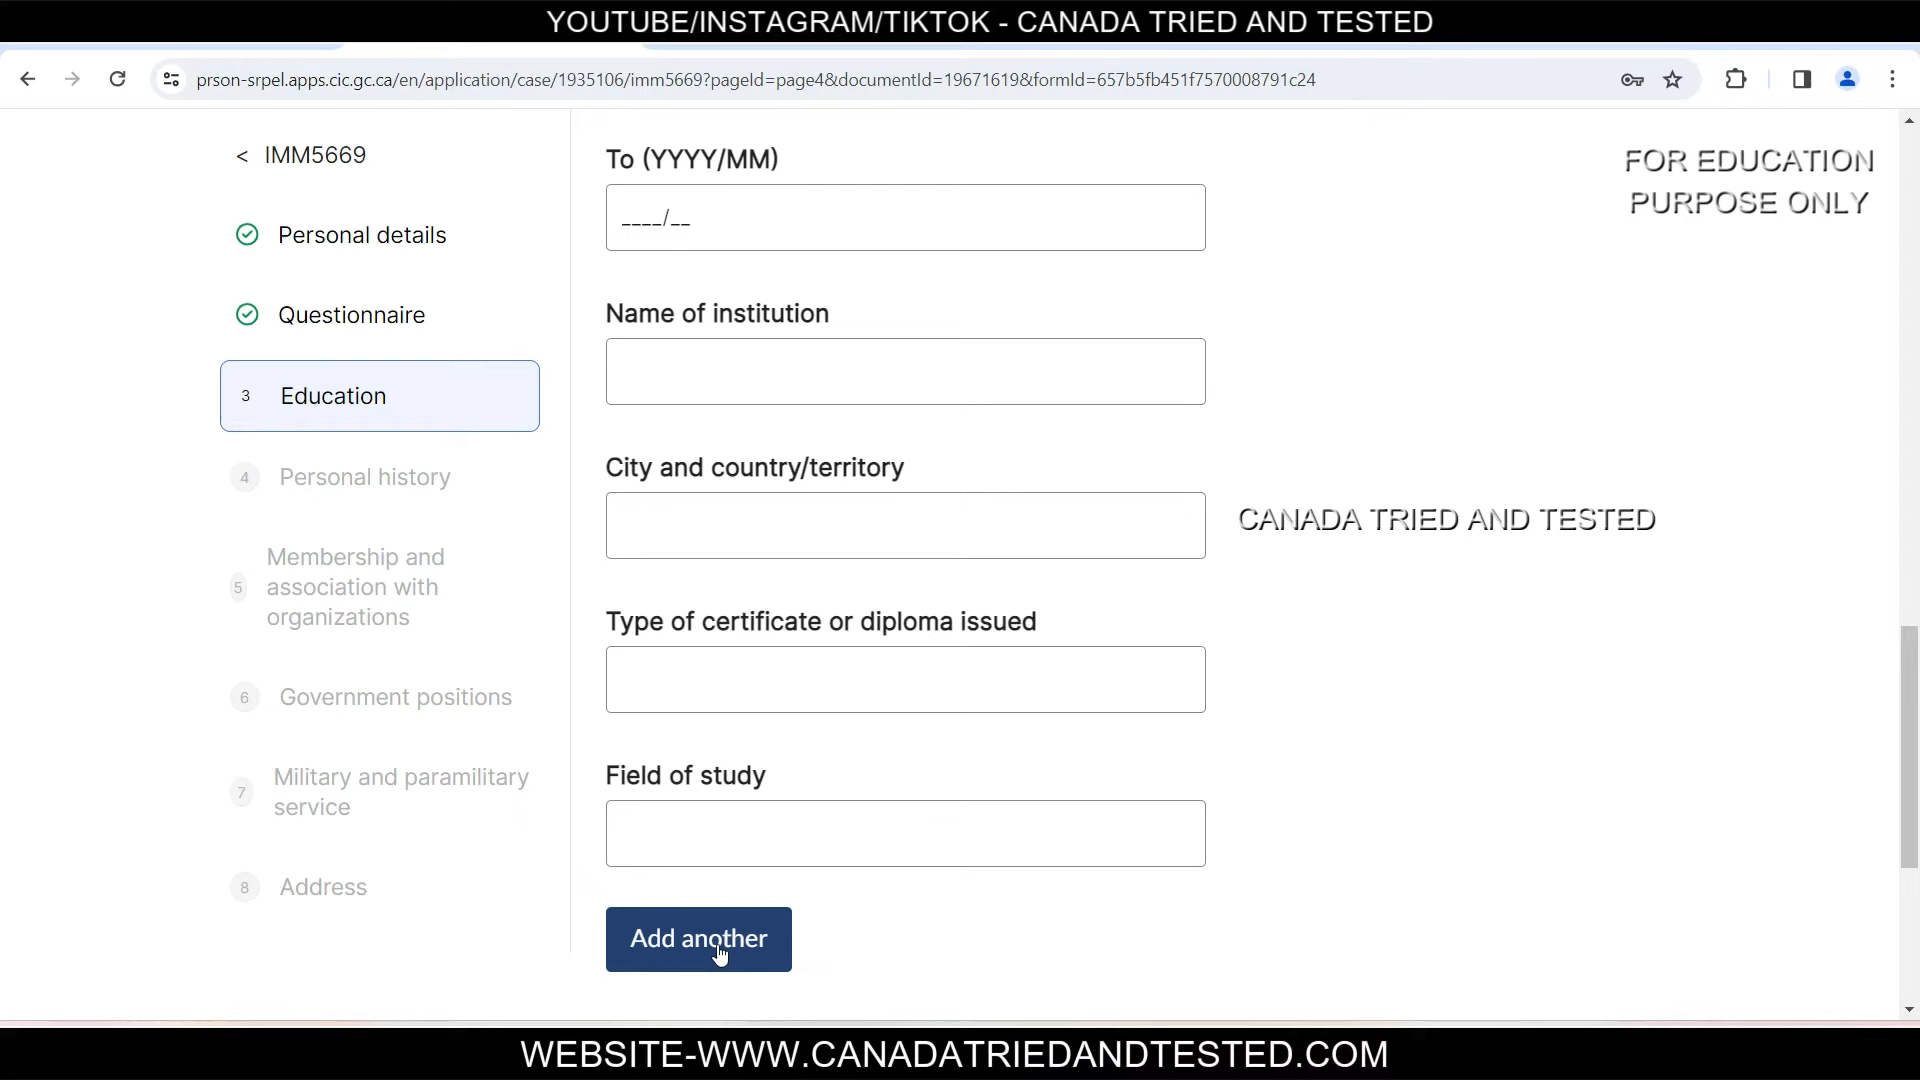 YOUTUBE/INSTAGRAM/TIKTOK - CANADA TRIED AND TESTED
prson-srpel.apps.cic.gc.ca/en/application/case/1935106/imm5669?pageId=page4&documentId=19671619&formId=657b5fb451f7570008791c24
< IMM5669
Personal details
Questionnaire
3 Education
4 Personal history
5 Membership and
association with
organizations
6 Government positions
7 Military and paramilitary
service
8 Address
To (YYYY/MM)
____/__
Name of institution
City and country/territory
Type of certificate or diploma issued
Field of study
Add another
FOR EDUCATION
PURPOSE ONLY
CANADA TRIED AND TESTED
WEBSITE-WWW.CANADATRIEDANDTESTED.COM